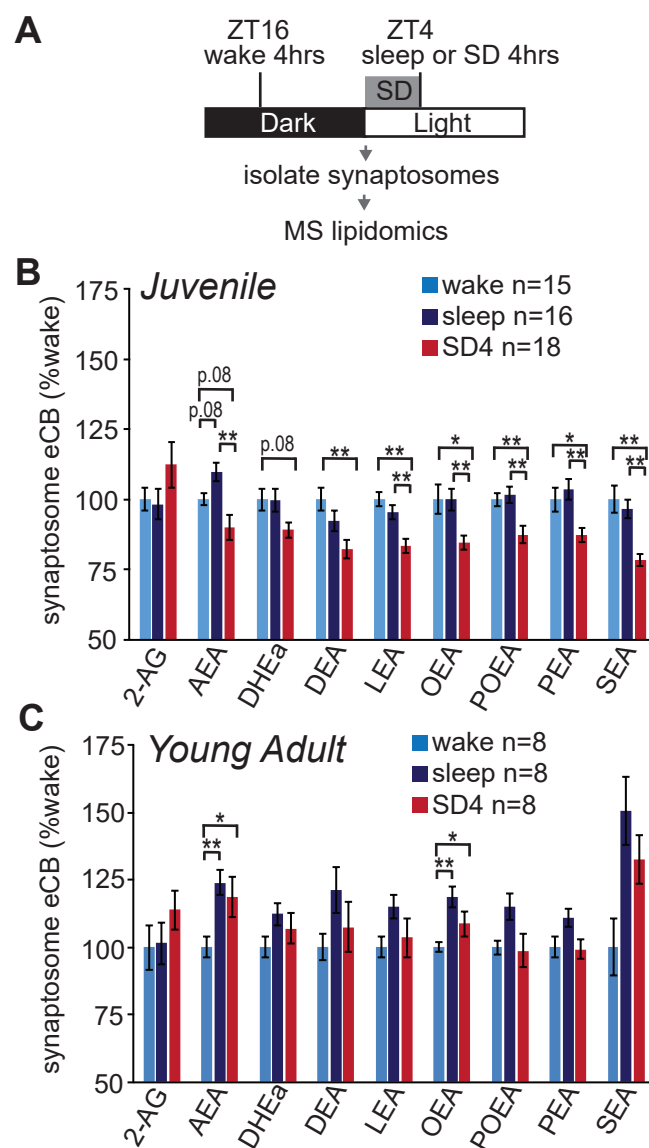 A
ZT16 ZT4
wake 4hrs sleep or SD 4hrs
SD
Dark Light
isolate synaptosomes
MS lipidomics
B
Juvenile
wake n=15
sleep n=16
SD4 n=18
synaptosome eCB (%wake)
175
150
125
100
75
50
p.08
p.08
**
p.08
**
**
**
*
**
**
**
*
**
**
**
2-AG AEA DHEa DEA LEA OEA POEA PEA SEA
C
Young Adult
wake n=8
sleep n=8
SD4 n=8
synaptosome eCB (%wake)
175
150
125
100
75
50
*
**
*
**
2-AG AEA DHEa DEA LEA OEA POEA PEA SEA